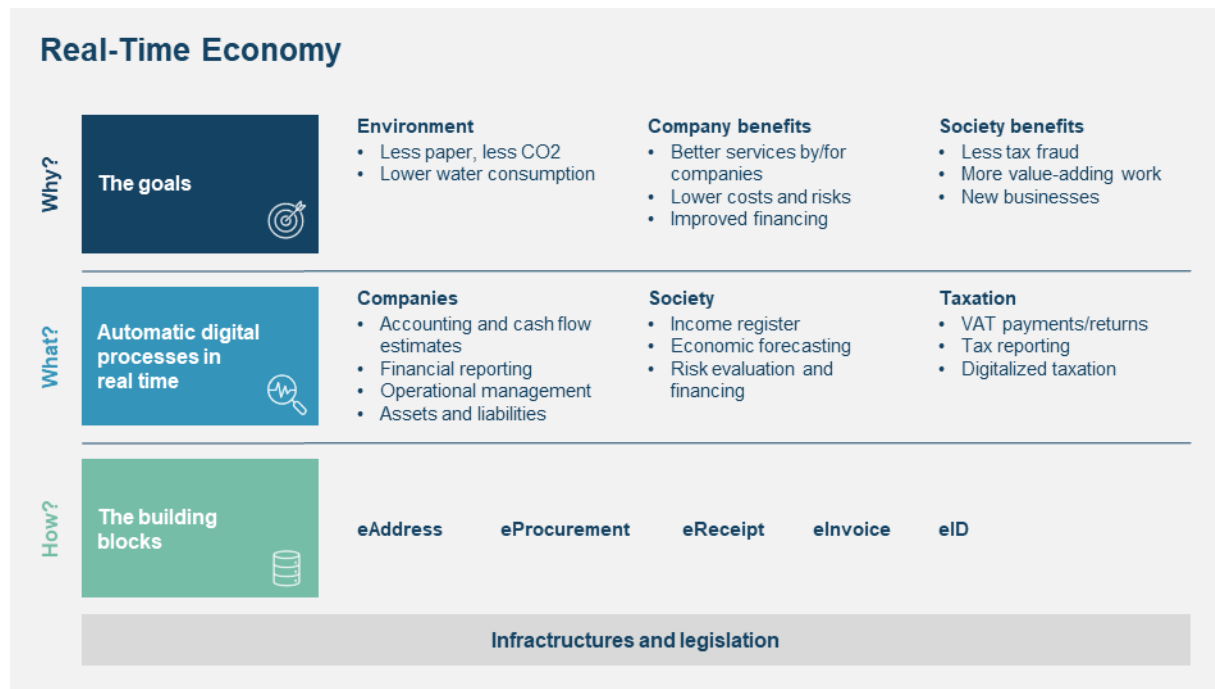 Real-Time Economy
Why?
The goals
Environment
• Less paper, less CO2
• Lower water consumption
Company benefits
• Better services by/for
companies
• Lower costs and risks
• Improved financing
Society benefits
• Less tax fraud
• More value-adding work
• New businesses
What?
Automatic digital
processes in
real time
Companies
• Accounting and cash flow
estimates
• Financial reporting
• Operational management
• Assets and liabilities
Society
• Income register
• Economic forecasting
• Risk evaluation and
financing
Taxation
• VAT payments/returns
• Tax reporting
• Digitalized taxation
How?
The building
blocks
eAddress eProcurement eReceipt eInvoice eID
Infractructures and legislation